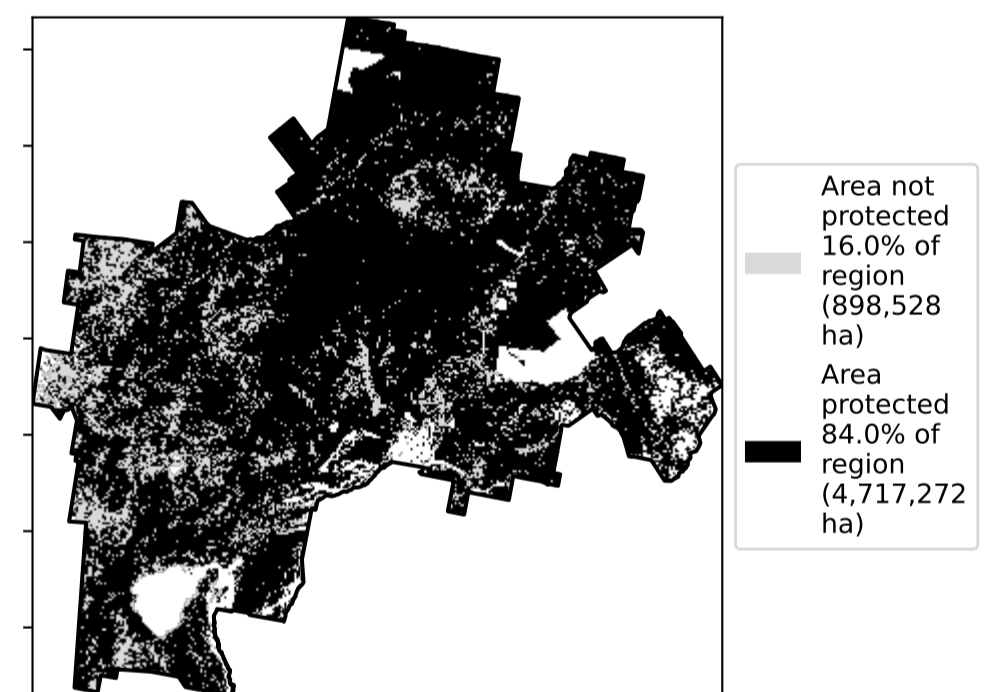 Area not
protected
16.0% of
region
(898,528
ha)
Area
protected
84.0% of
region
(4,717,272
ha)